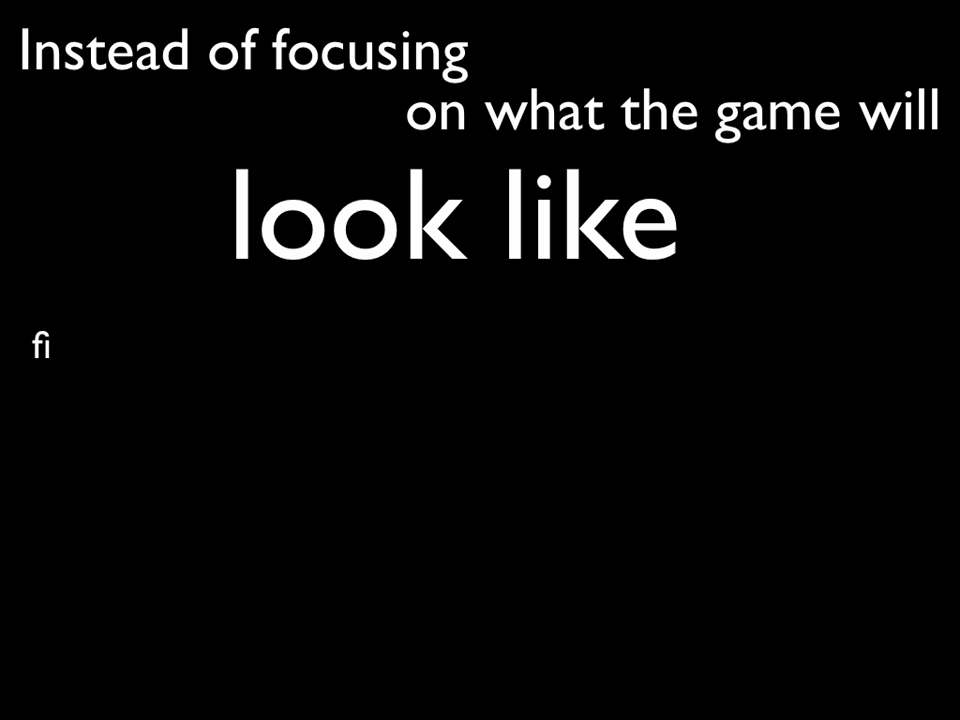 Instead of focusing
on what the game will
look like
fi